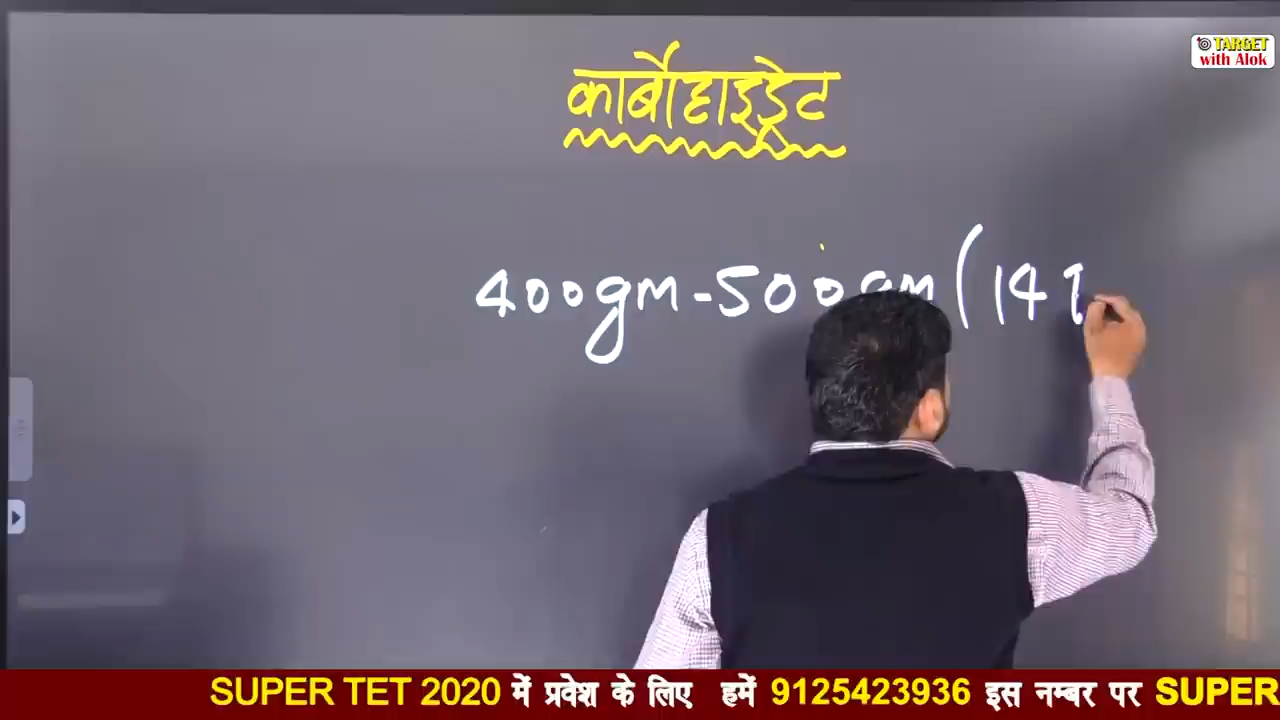 TARGET
with Alok
कार्बोहाइड्रेट
400gm-500gm (14
SUPER TET 2020 में प्रवेश के लिए हमें 9125423936 इस नम्बर पर SUPER